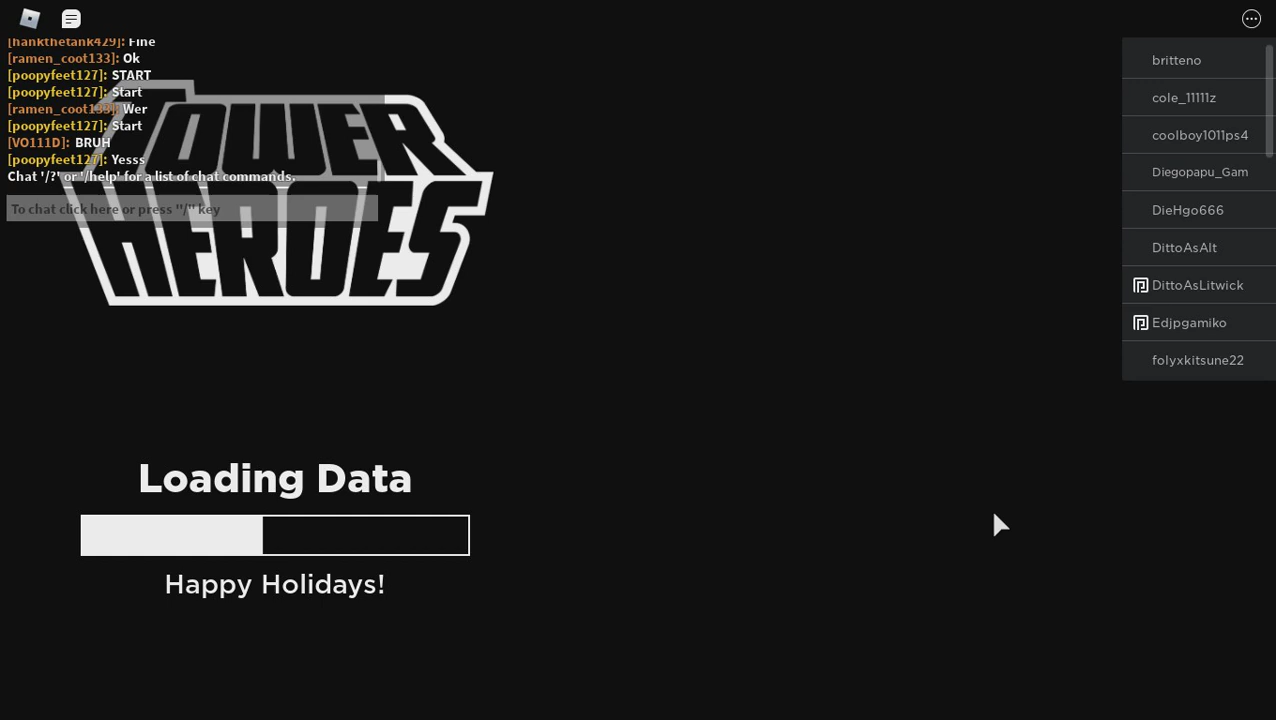 [hankthetank429]: Fine
[ramen_coot133]: Ok
[poopyfeet127]: START
[poopyfeet127]: Start
[ramen_coot133]: Wer
[poopyfeet127]: Start
[VO111D]: BRUH
[poopyfeet127]: Yesss
Chat '/?' or '/help' for a list of chat commands.
To chat click here or press "/" key
TOWER
HEROES
Loading Data
Happy Holidays!
britteno
cole_11111z
coolboy1011ps4
Diegopapu_Gam
DieHgo666
DittoAsAlt
DittoAsLitwick
Edjpgamiko
folyxkitsune22